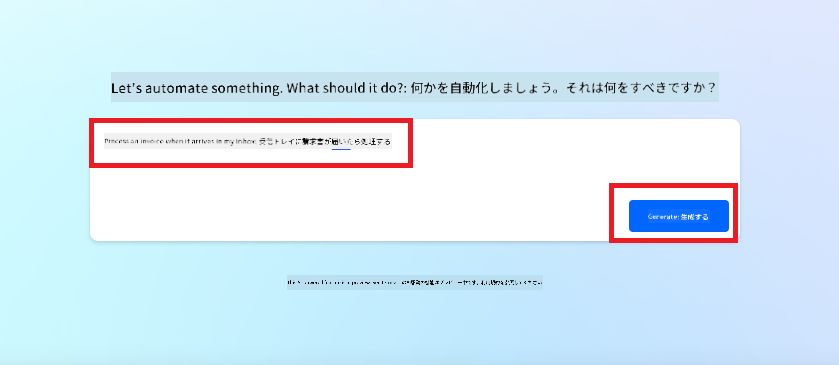 Let's automate something. What should it do?: 何かを自動化しましょう。それは何をすべきですか？
Process an invoice when it arrives in my inbox: 受信トレイに請求書が届いたら処理する
Generate: 生成する